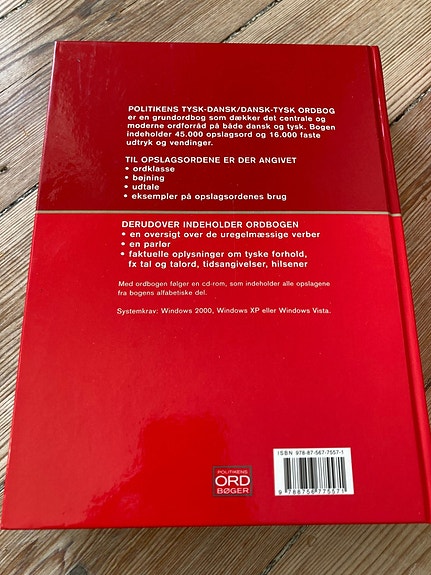 POLITIKENS TYSK-DANSK/DANSK-TYSK ORDBOG
er en grundordbog som dækker det centrale og
moderne ordforråd på både dansk og tysk. Bogen
indeholder 45.000 opslagsord og 16.000 faste
udtryk og vendinger.
TIL OPSLAGSORDENE ER DER ANGIVET
• ordklasse
• bøjning
• udtale
• eksempler på opslagsordenes brug
DERUDOVER INDEHOLDER ORDBOGEN
• en oversigt over de uregelmæssige verber
• en parlør
• faktuelle oplysninger om tyske forhold,
fx tal og talord, tidsangivelser, hilsener
Med ordbogen følger en cd-rom, som indeholder alle opslagene
fra bogens alfabetiske del.
Systemkrav: Windows 2000, Windows XP eller Windows Vista.
ISBN 978-87-567-7557-1
9 788756 775571
POLITIKENS
ORD
BØGER